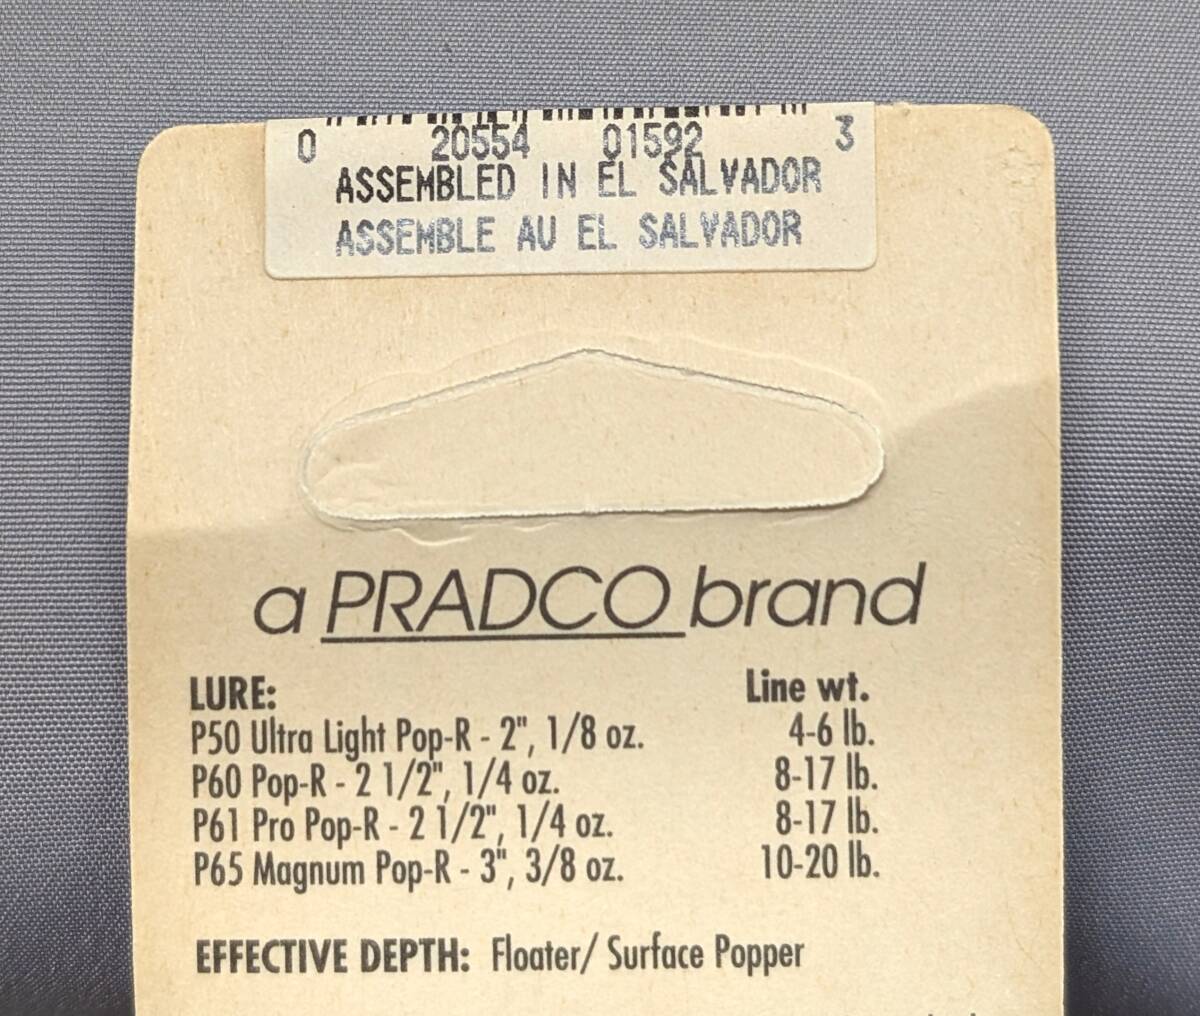 0 20554 01592 3
ASSEMBLED IN EL SALVADOR
ASSEMBLE AU EL SALVADOR
a PRADCO brand
LURE: Line wt.
P50 Ultra Light Pop-R - 2", 1/8 oz. 4-6 lb.
P60 Pop-R - 2 1/2", 1/4 oz. 8-17 lb.
P61 Pro Pop-R - 2 1/2", 1/4 oz. 8-17 lb.
P65 Magnum Pop-R - 3", 3/8 oz. 10-20 lb.
EFFECTIVE DEPTH: Floater/ Surface Popper